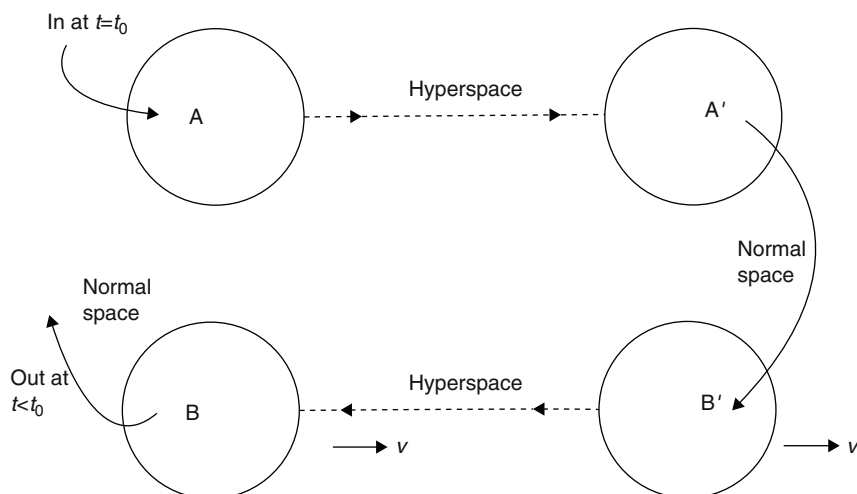 In at t=t₀
Hyperspace
A
A′
Normal
space
Normal
space
Hyperspace
Out at
t<t₀
B
B′
v
v